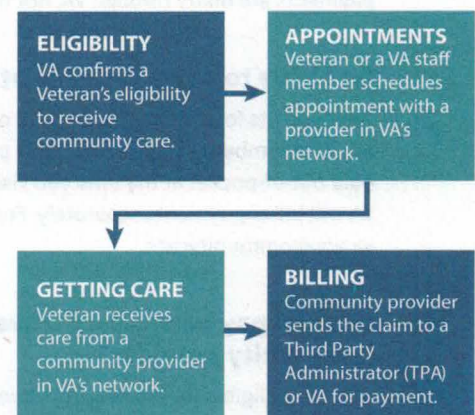 ELIGIBILITY
VA confirms a
Veteran's eligibility
to receive
community care.
APPOINTMENTS
Veteran or a VA staff
member schedules
appointment with a
provider in VA's
network.
GETTING CARE
Veteran receives
care from a
community provider
in VA's network.
BILLING
Community provider
sends the claim to a
Third Party
Administrator (TPA)
or VA for payment.